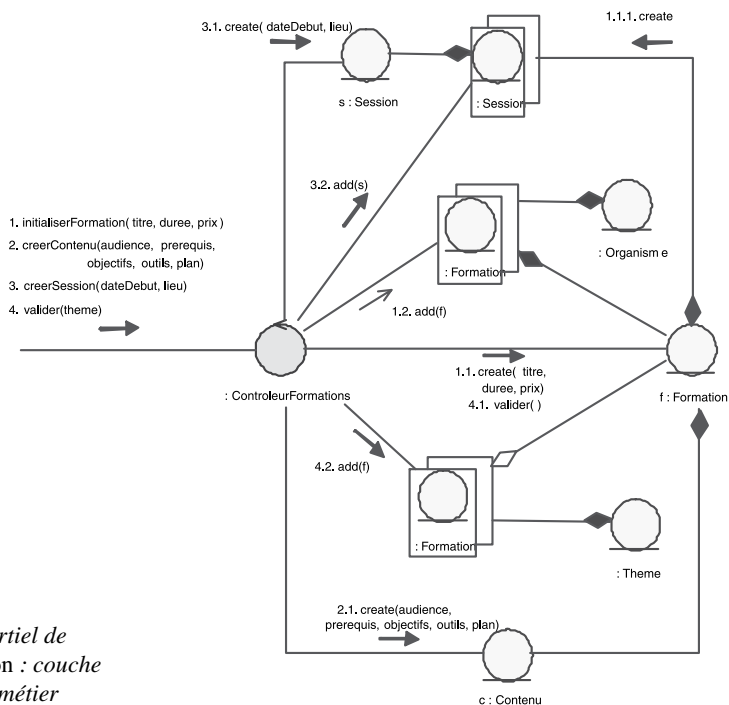 3.1. create( dateDebut, lieu)
1.1.1. create
s : Session
: Session
3.2. add(s)
1. initialiserFormation( titre, duree, prix )
2. creerContenu(audience, prerequis,
objectifs, outils, plan)
3. creerSession(dateDebut, lieu)
4. valider(theme)
: Formation
: Organism e
1.2. add(f)
: ControleurFormations
1.1. create( titre,
duree, prix)
4.1. valider( )
f : Formation
4.2. add(f)
: Formation
: Theme
2.1. create(audience,
prerequis, objectifs, outils, plan)
c : Contenu
rtiel de
on : couche
métier